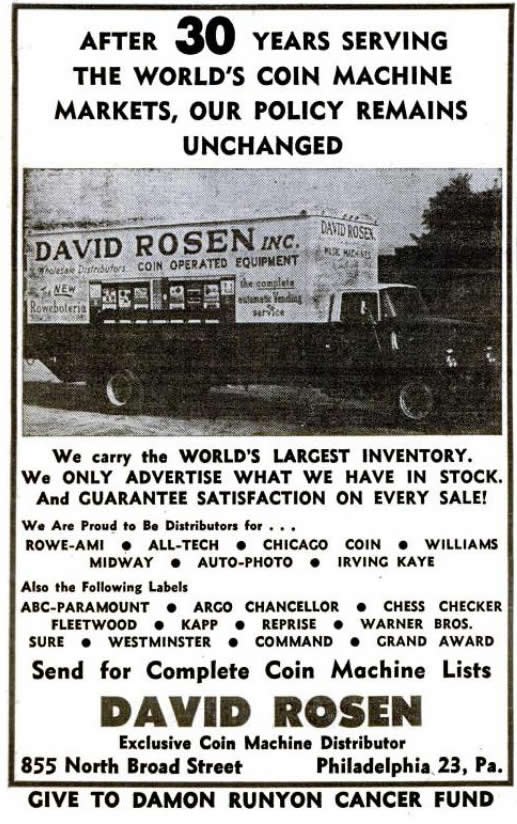 AFTER 30 YEARS SERVING
THE WORLD'S COIN MACHINE
MARKETS, OUR POLICY REMAINS
UNCHANGED
DAVID ROSEN INC.
Wholesale Distributors COIN OPERATED EQUIPMENT
The NEW
Roweboteria
the complete
automatic Vending
service
DAVID ROSEN
MUSIC MACHINES
We carry the WORLD'S LARGEST INVENTORY.
We ONLY ADVERTISE WHAT WE HAVE IN STOCK.
And GUARANTEE SATISFACTION ON EVERY SALE!
We Are Proud to Be Distributors for . . .
ROWE-AMI ● ALL-TECH ● CHICAGO COIN ● WILLIAMS
MIDWAY ● AUTO-PHOTO ● IRVING KAYE
Also the Following Labels
ABC-PARAMOUNT ● ARGO CHANCELLOR ● CHESS CHECKER
FLEETWOOD ● KAPP ● REPRISE ● WARNER BROS.
SURE ● WESTMINSTER ● COMMAND ● GRAND AWARD
Send for Complete Coin Machine Lists
DAVID ROSEN
Exclusive Coin Machine Distributor
855 North Broad Street Philadelphia 23, Pa.
GIVE TO DAMON RUNYON CANCER FUND